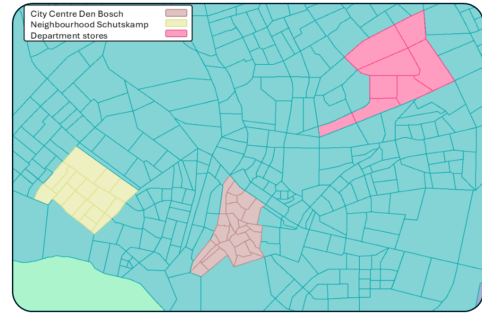 City Centre Den Bosch
Neighbourhood Schutskamp
Department stores